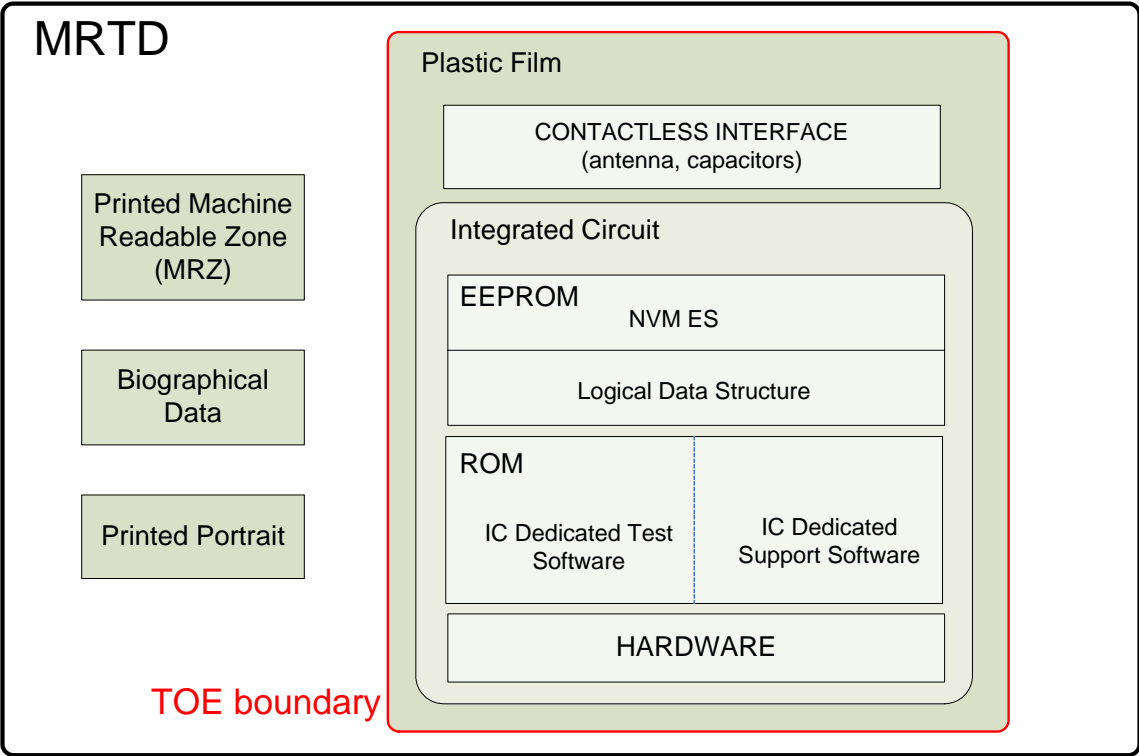 MRTD
Plastic Film
CONTACTLESS INTERFACE
(antenna, capacitors)
Printed Machine
Readable Zone
(MRZ)
Integrated Circuit
EEPROM
NVM ES
Logical Data Structure
Biographical
Data
ROM
IC Dedicated Test
Software
IC Dedicated
Support Software
Printed Portrait
HARDWARE
TOE boundary